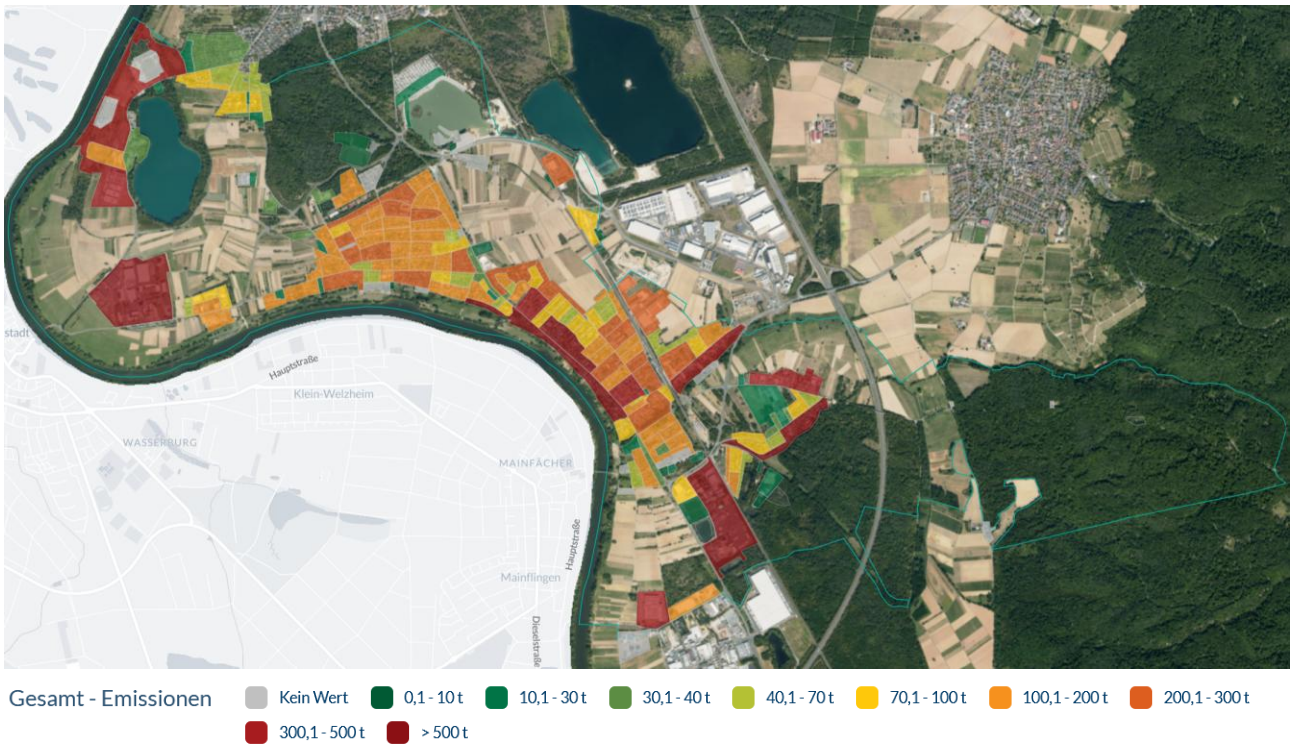 stadt
Hauptstraße
Klein-Welzheim
WASSERBURG
MAINFÄCHER
Hauptstraße
Mainflingen
Dieselstraße
Gesamt - Emissionen
Kein Wert
0,1 - 10 t
10,1 - 30 t
30,1 - 40 t
40,1 - 70 t
70,1 - 100 t
100,1 - 200 t
200,1 - 300 t
300,1 - 500 t
> 500 t